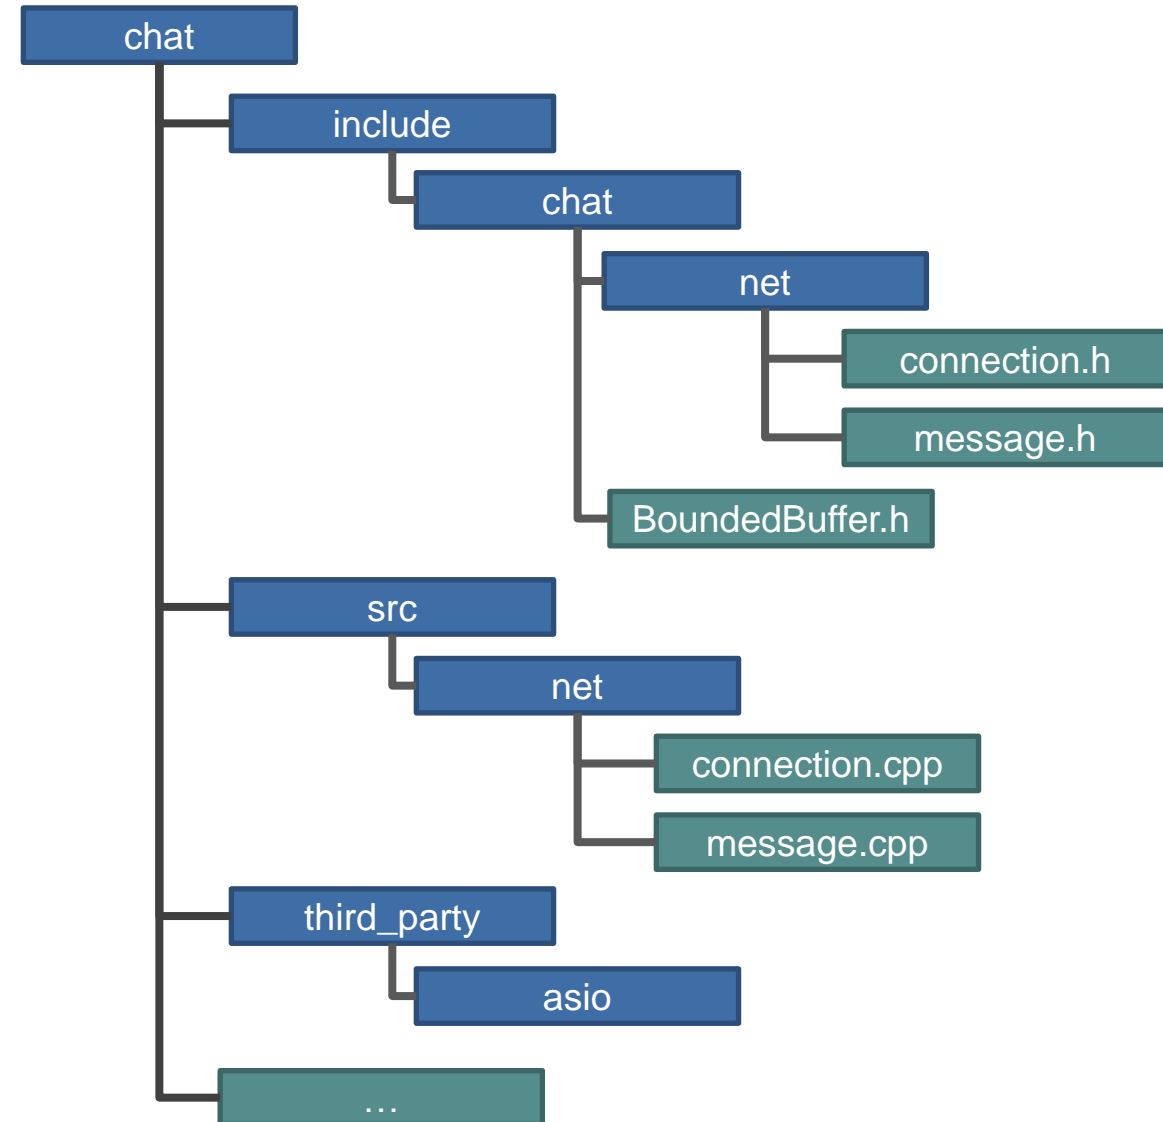 chat
include
chat
net
connection.h
message.h
BoundedBuffer.h
src
net
connection.cpp
message.cpp
third_party
asio
…